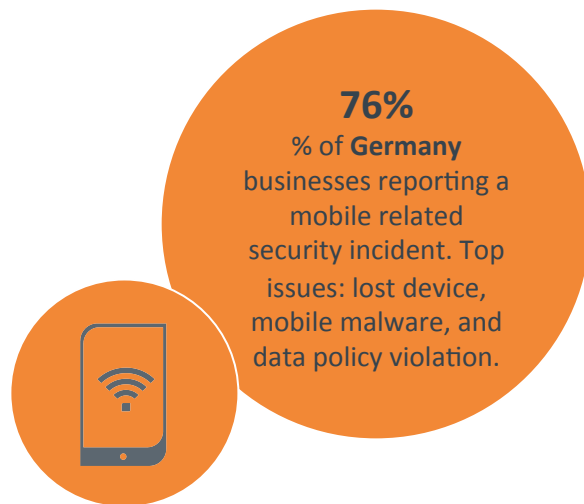 76%
% of Germany
businesses reporting a
mobile related
security incident. Top
issues: lost device,
mobile malware, and
data policy violation.